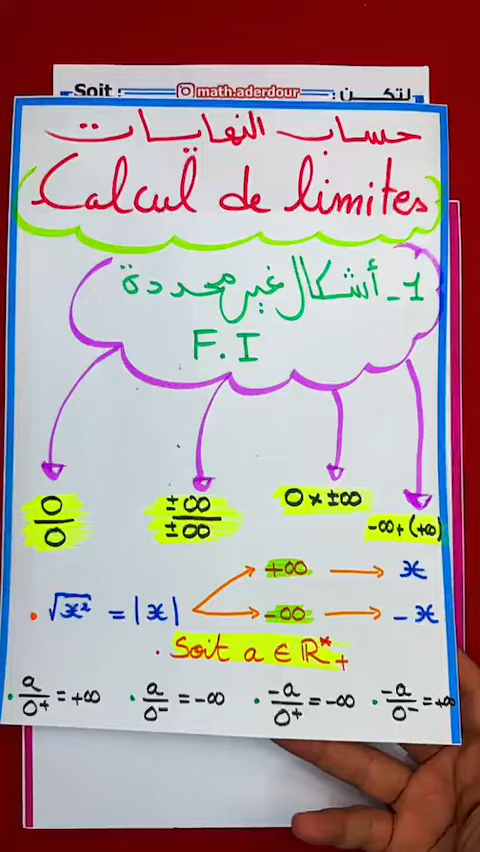 Soit : math.aderdour لتكن :
حساب النهايات
Calcul de limites
1 - أشكال غير محددة
F.I
0/0 ±∞/±∞ 0 × ±∞ -∞+(+∞)
+∞ → x
• √x² = |x|
-∞ → -x
. Soit a ∈ ℝ*₊
• a/0⁺ = +∞ • a/0⁻ = -∞ • -a/0⁺ = -∞ • -a/0⁻ = +∞